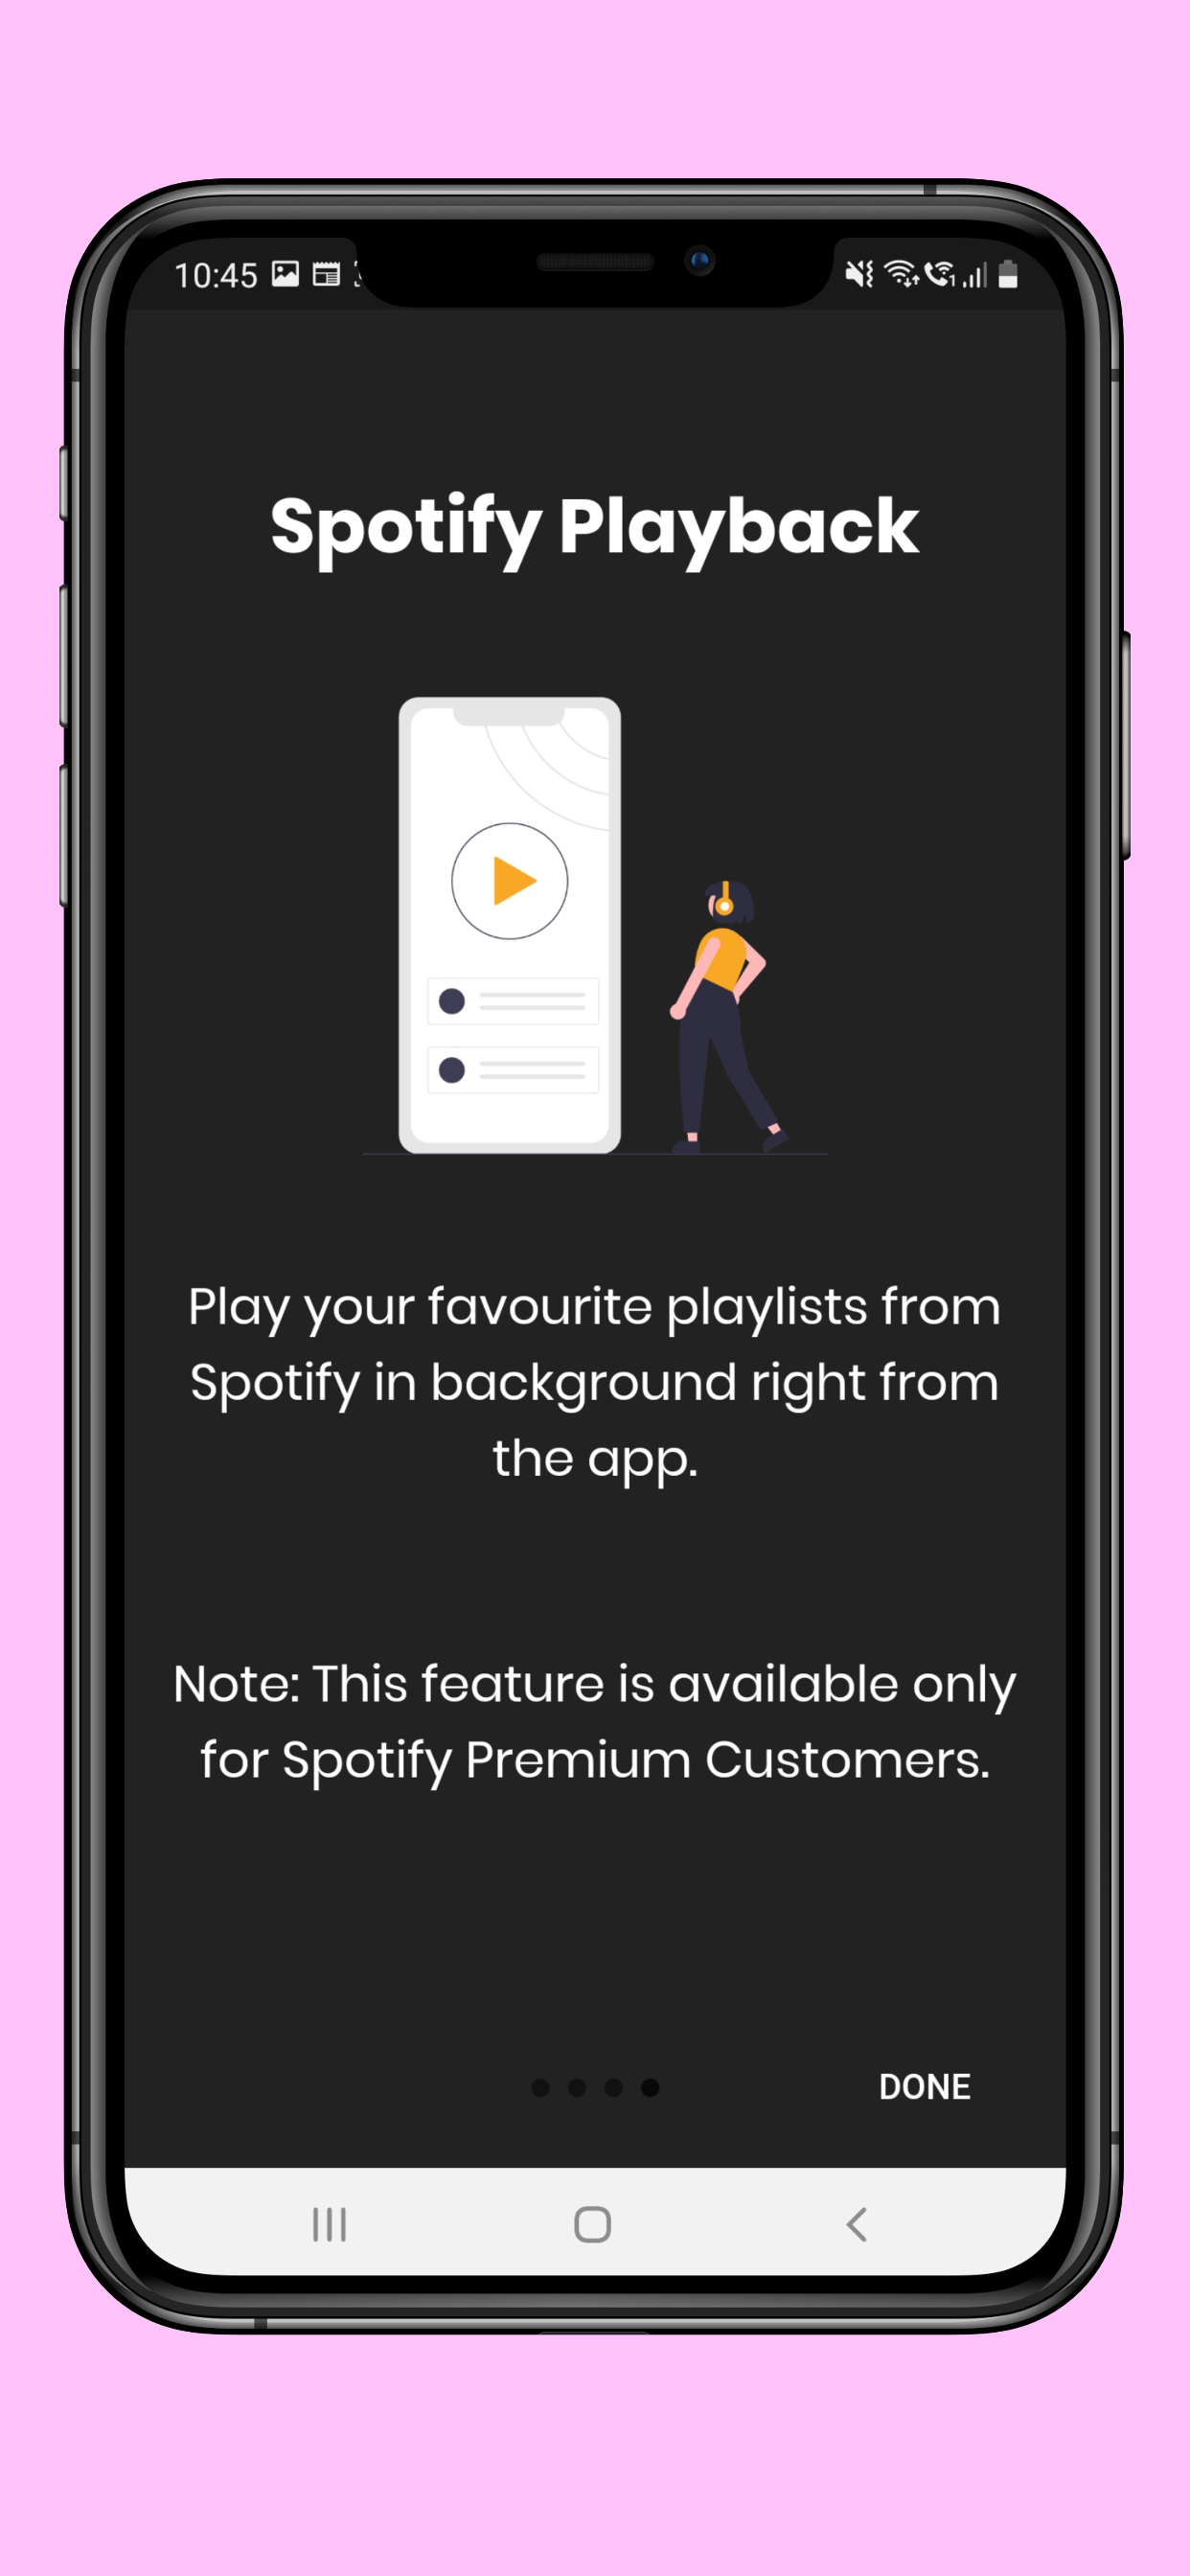 10:45
Spotify Playback
Play your favourite playlists from
Spotify in background right from
the app.
Note: This feature is available only
for Spotify Premium Customers.
DONE